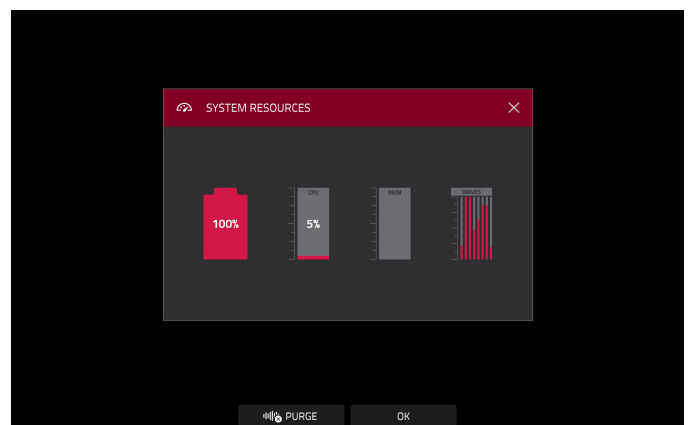 SYSTEM RESOURCES
CPU
MEM
DRIVES
100%
5%
PURGE
OK